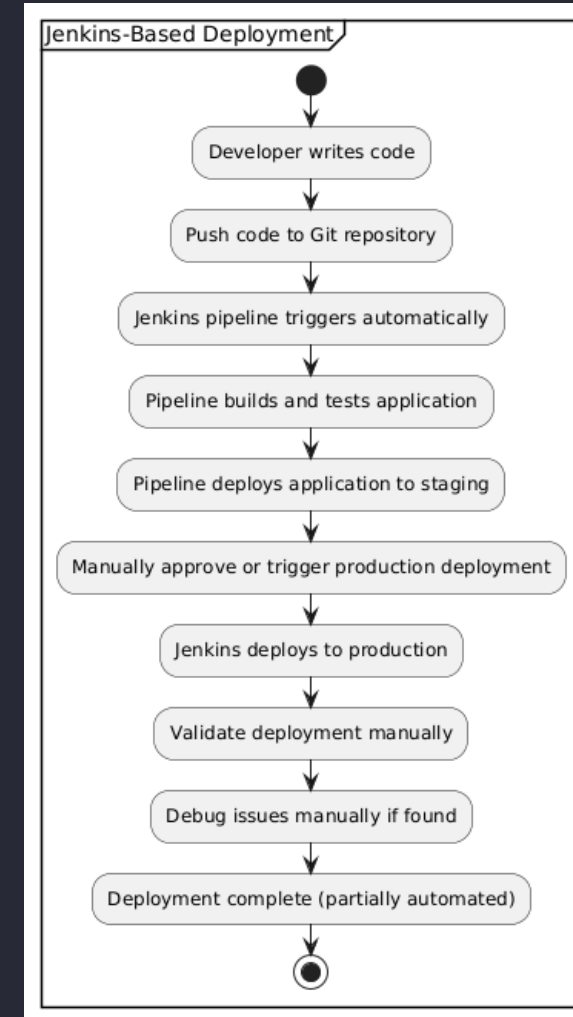 Jenkins-Based Deployment
Developer writes code
Push code to Git repository
Jenkins pipeline triggers automatically
Pipeline builds and tests application
Pipeline deploys application to staging
Manually approve or trigger production deployment
Jenkins deploys to production
Validate deployment manually
Debug issues manually if found
Deployment complete (partially automated)